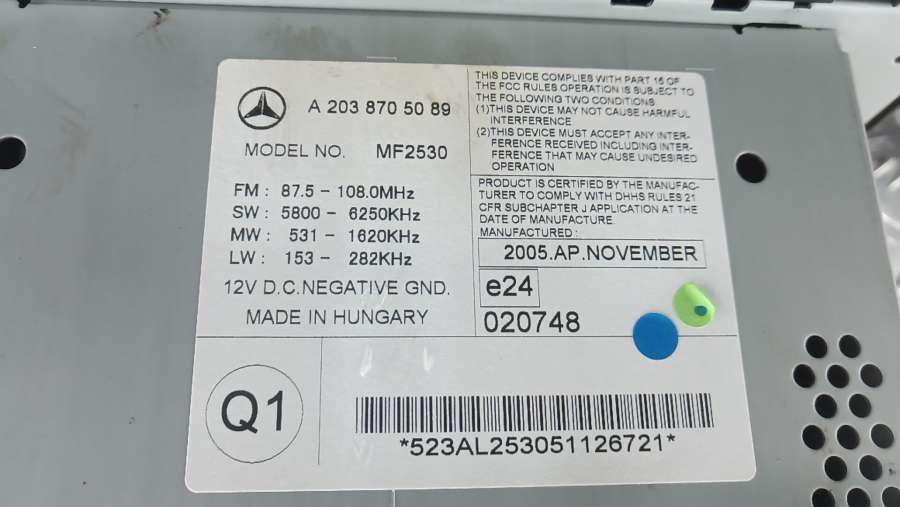 A 203 870 50 89
MODEL NO. MF2530
FM : 87.5 - 108.0MHz
SW : 5800 - 6250KHz
MW : 531 - 1620KHz
LW : 153 - 282KHz
12V D.C.NEGATIVE GND.
MADE IN HUNGARY
THIS DEVICE COMPLIES WITH PART 15 OF
THE FCC RULES OPERATION IS SUBJECT TO
THE FOLLOWING TWO CONDITIONS
(1)THIS DEVICE MAY NOT CAUSE HARMFUL
INTERFERENCE
(2)THIS DEVICE MUST ACCEPT ANY INTER-
FERENCE RECEIVED INCLUDING INTER-
FERENCE THAT MAY CAUSE UNDESIRED
OPERATION
PRODUCT IS CERTIFIED BY THE MANUFAC-
TURER TO COMPLY WITH DHHS RULES 21
CFR SUBCHAPTER J APPLICATION AT THE
DATE OF MANUFACTURE
MANUFACTURED :
2005.AP.NOVEMBER
e24
020748
Q1
*523AL253051126721*